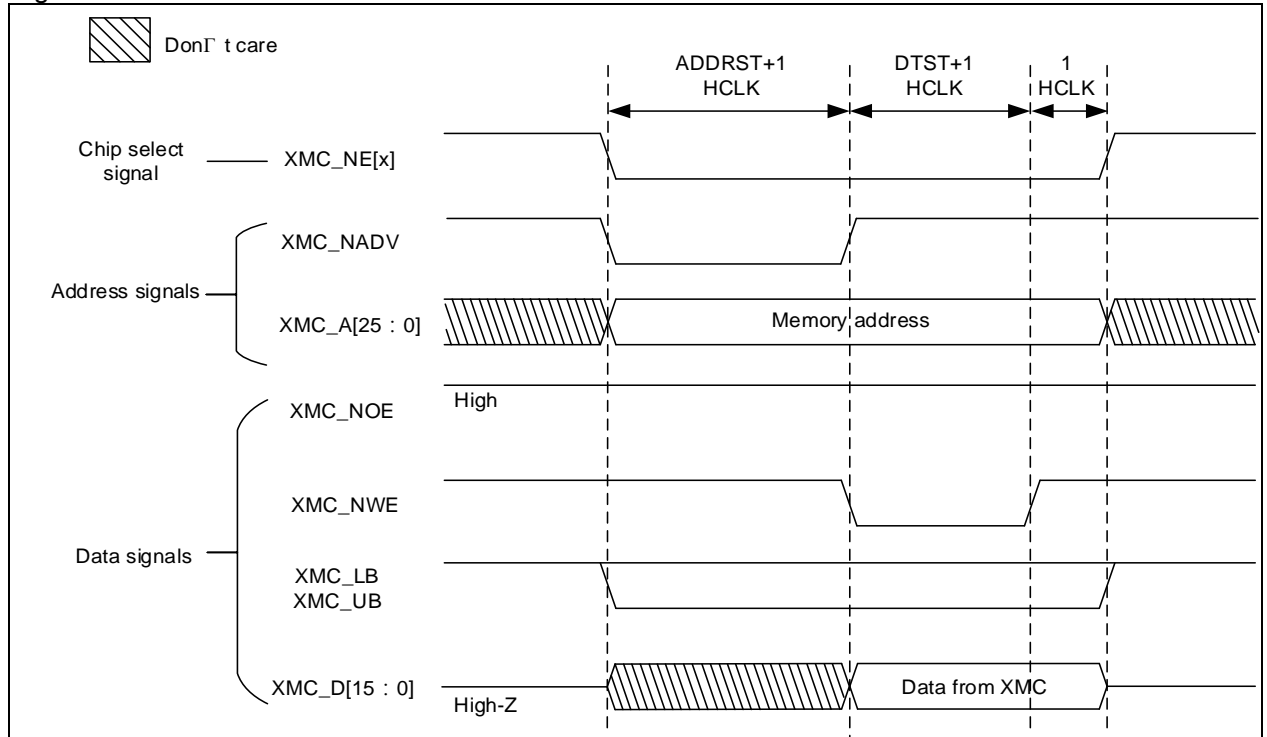 DonΓ t care
ADDRST+1
HCLK
DTST+1
HCLK
1
HCLK
Chip select
signal
XMC_NE[x]
XMC_NADV
Address signals
XMC_A[25 : 0]
Memory address
XMC_NOE
High
XMC_NWE
Data signals
XMC_LB
XMC_UB
XMC_D[15 : 0]
High-Z
Data from XMC